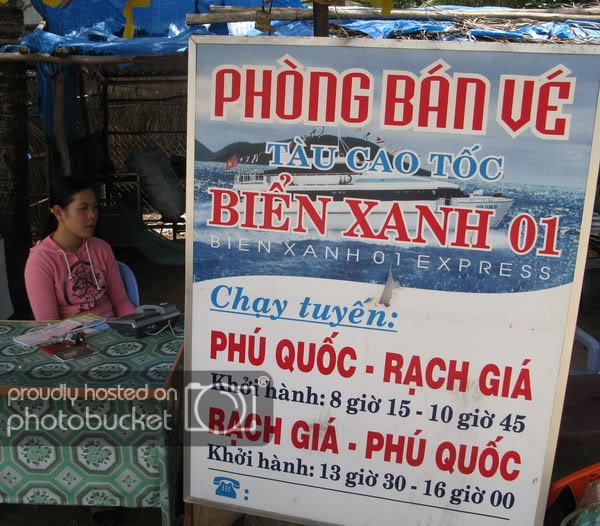 PHÒNG BÁN VÉ
TÀU CAO TỐC
BIỂN XANH 01
BIEN XANH 01 EXPRESS
Chạy tuyến:
PHÚ QUỐC - RẠCH GIÁ
Khởi hành: 8 giờ 15 - 10 giờ 45
RẠCH GIÁ - PHÚ QUỐC
Khởi hành: 13 giờ 30 - 16 giờ 00
:
proudly hosted on
photobucket